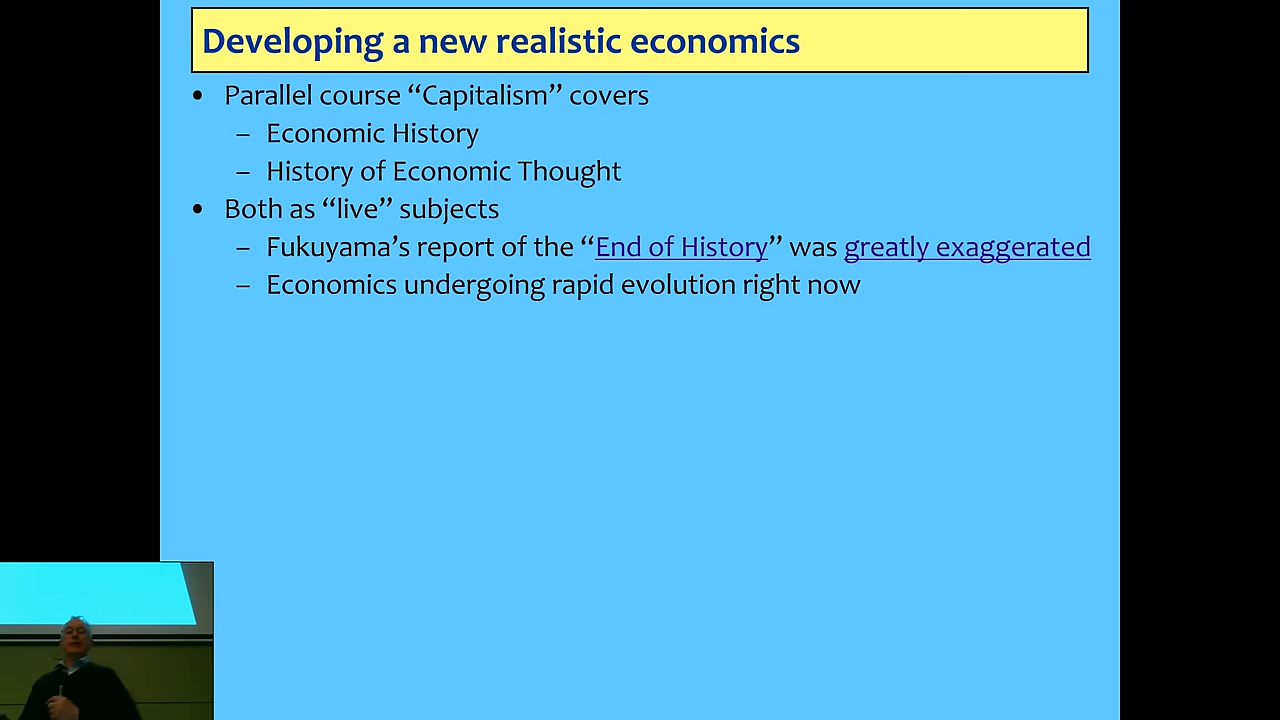 Developing a new realistic economics
• Parallel course “Capitalism” covers
– Economic History
– History of Economic Thought
• Both as “live” subjects
– Fukuyama’s report of the “End of History” was greatly exaggerated
– Economics undergoing rapid evolution right now